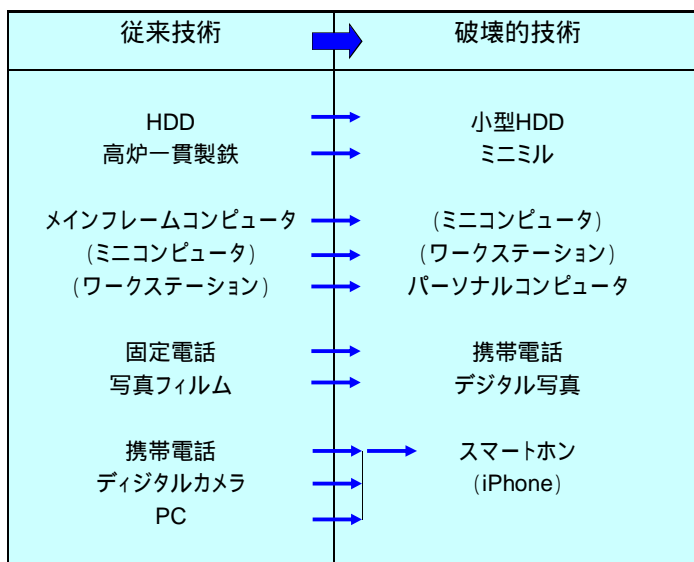 従来技術 破壊的技術
HDD 小型HDD
高炉一貫製鉄 ミニミル
メインフレームコンピュータ (ミニコンピュータ)
(ミニコンピュータ) (ワークステーション)
(ワークステーション) パーソナルコンピュータ
固定電話 携帯電話
写真フィルム デジタル写真
携帯電話 スマートホン
ディジタルカメラ (iPhone)
PC